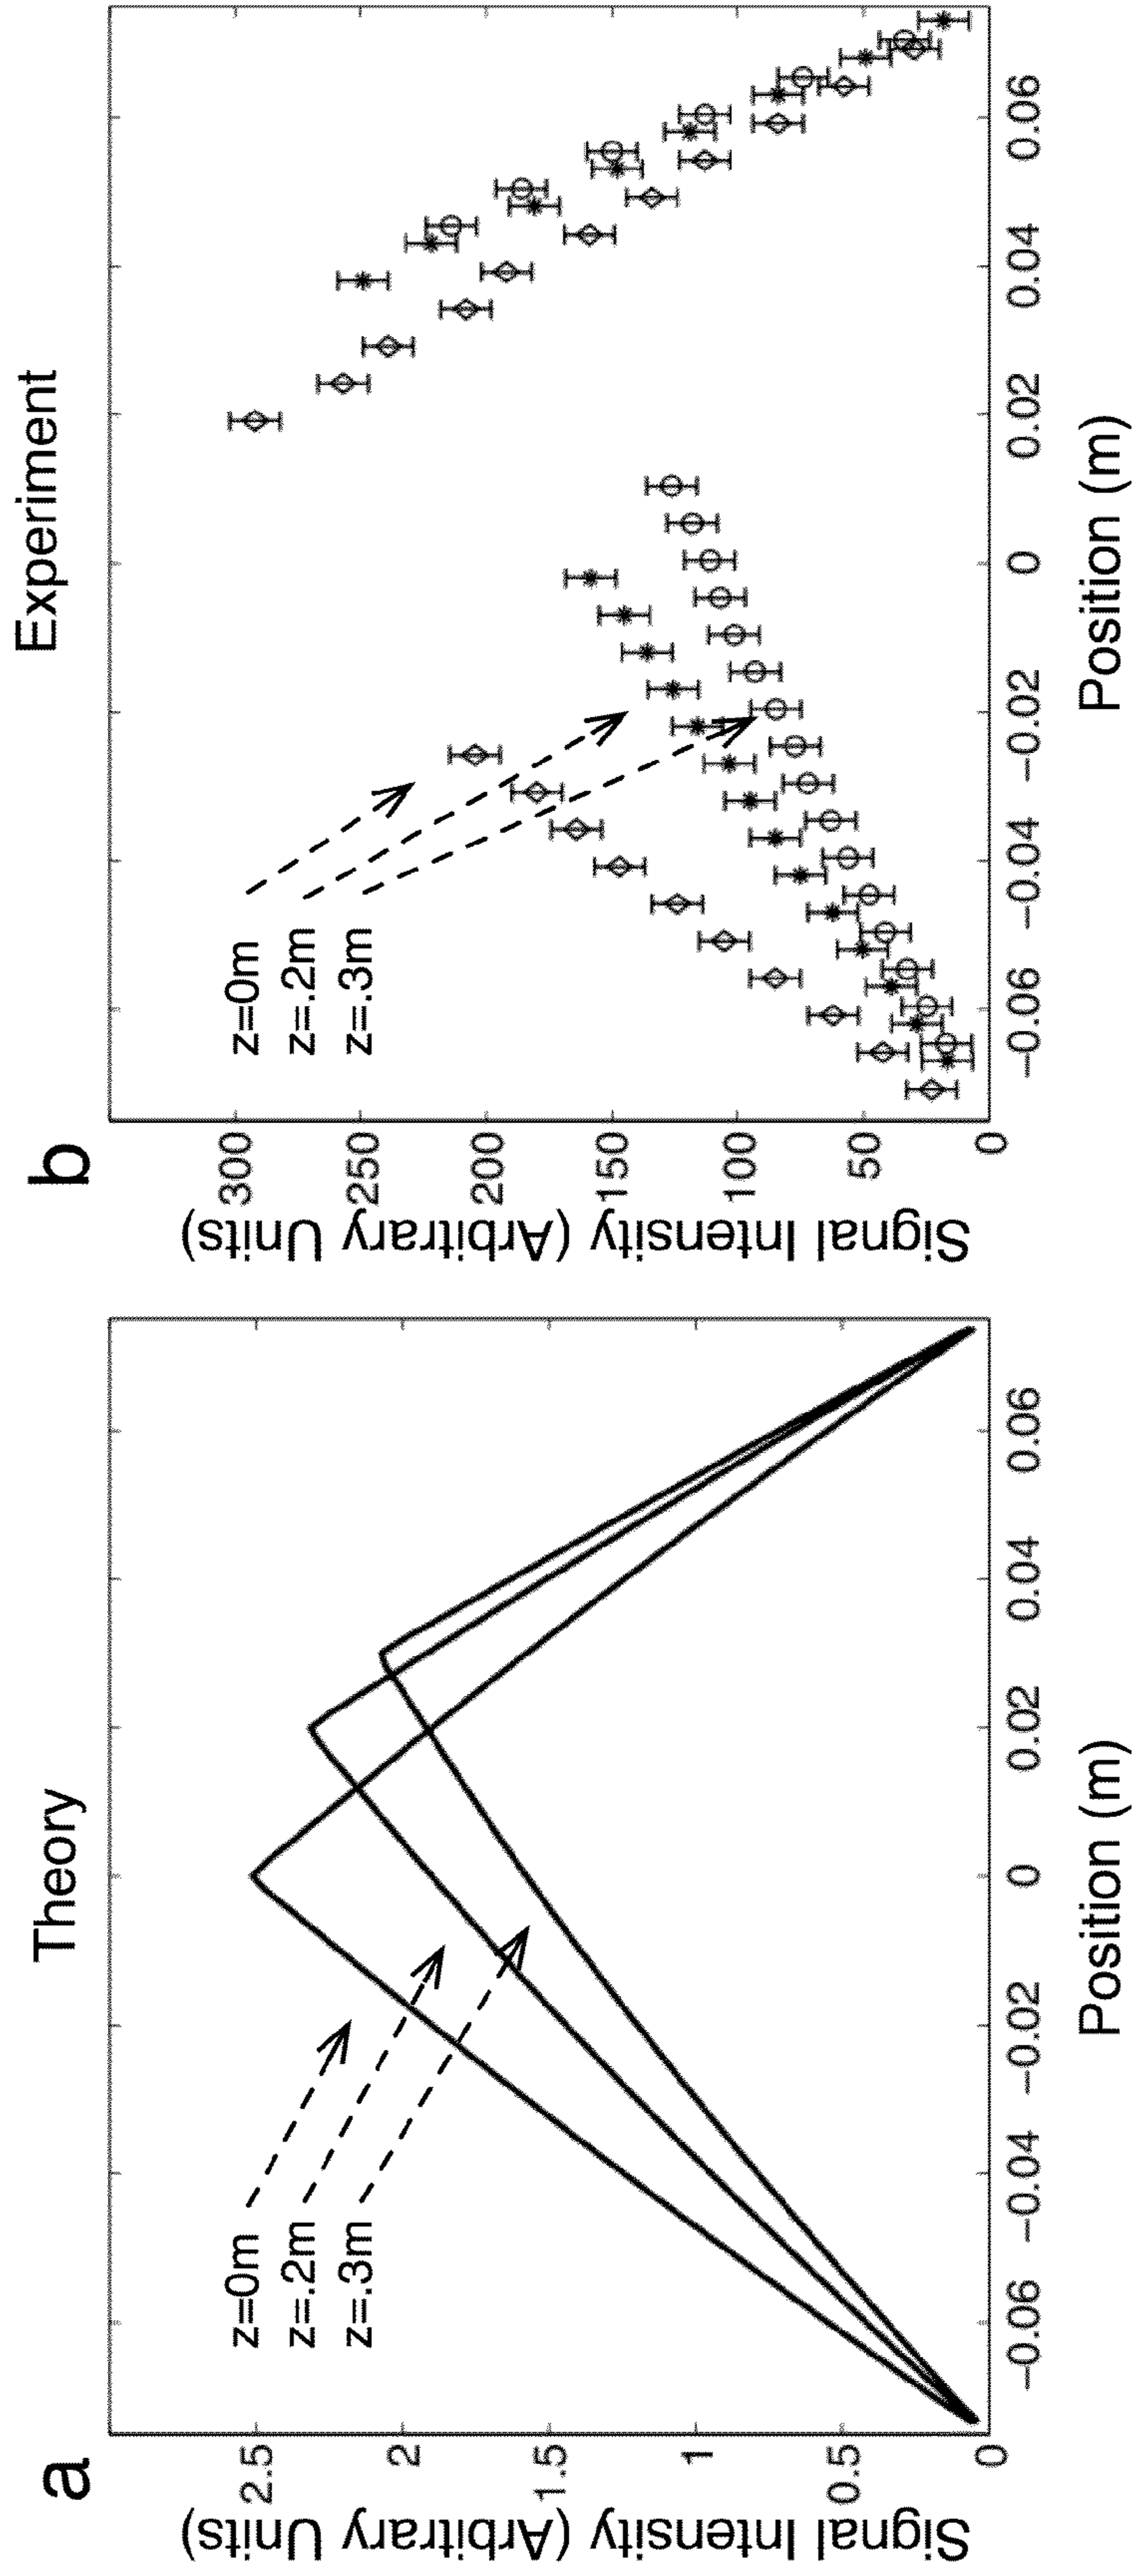 a
Theory
Signal Intensity (Arbitrary Units)
2.5
2
1.5
1
0.5
0
z=0m
z=.2m
z=.3m
−0.06
−0.04
−0.02
0
0.02
0.04
0.06
Position (m)
b
Experiment
Signal Intensity (Arbitrary Units)
300
250
200
150
100
50
0
z=0m
z=.2m
z=.3m
−0.06
−0.04
−0.02
0
0.02
0.04
0.06
Position (m)